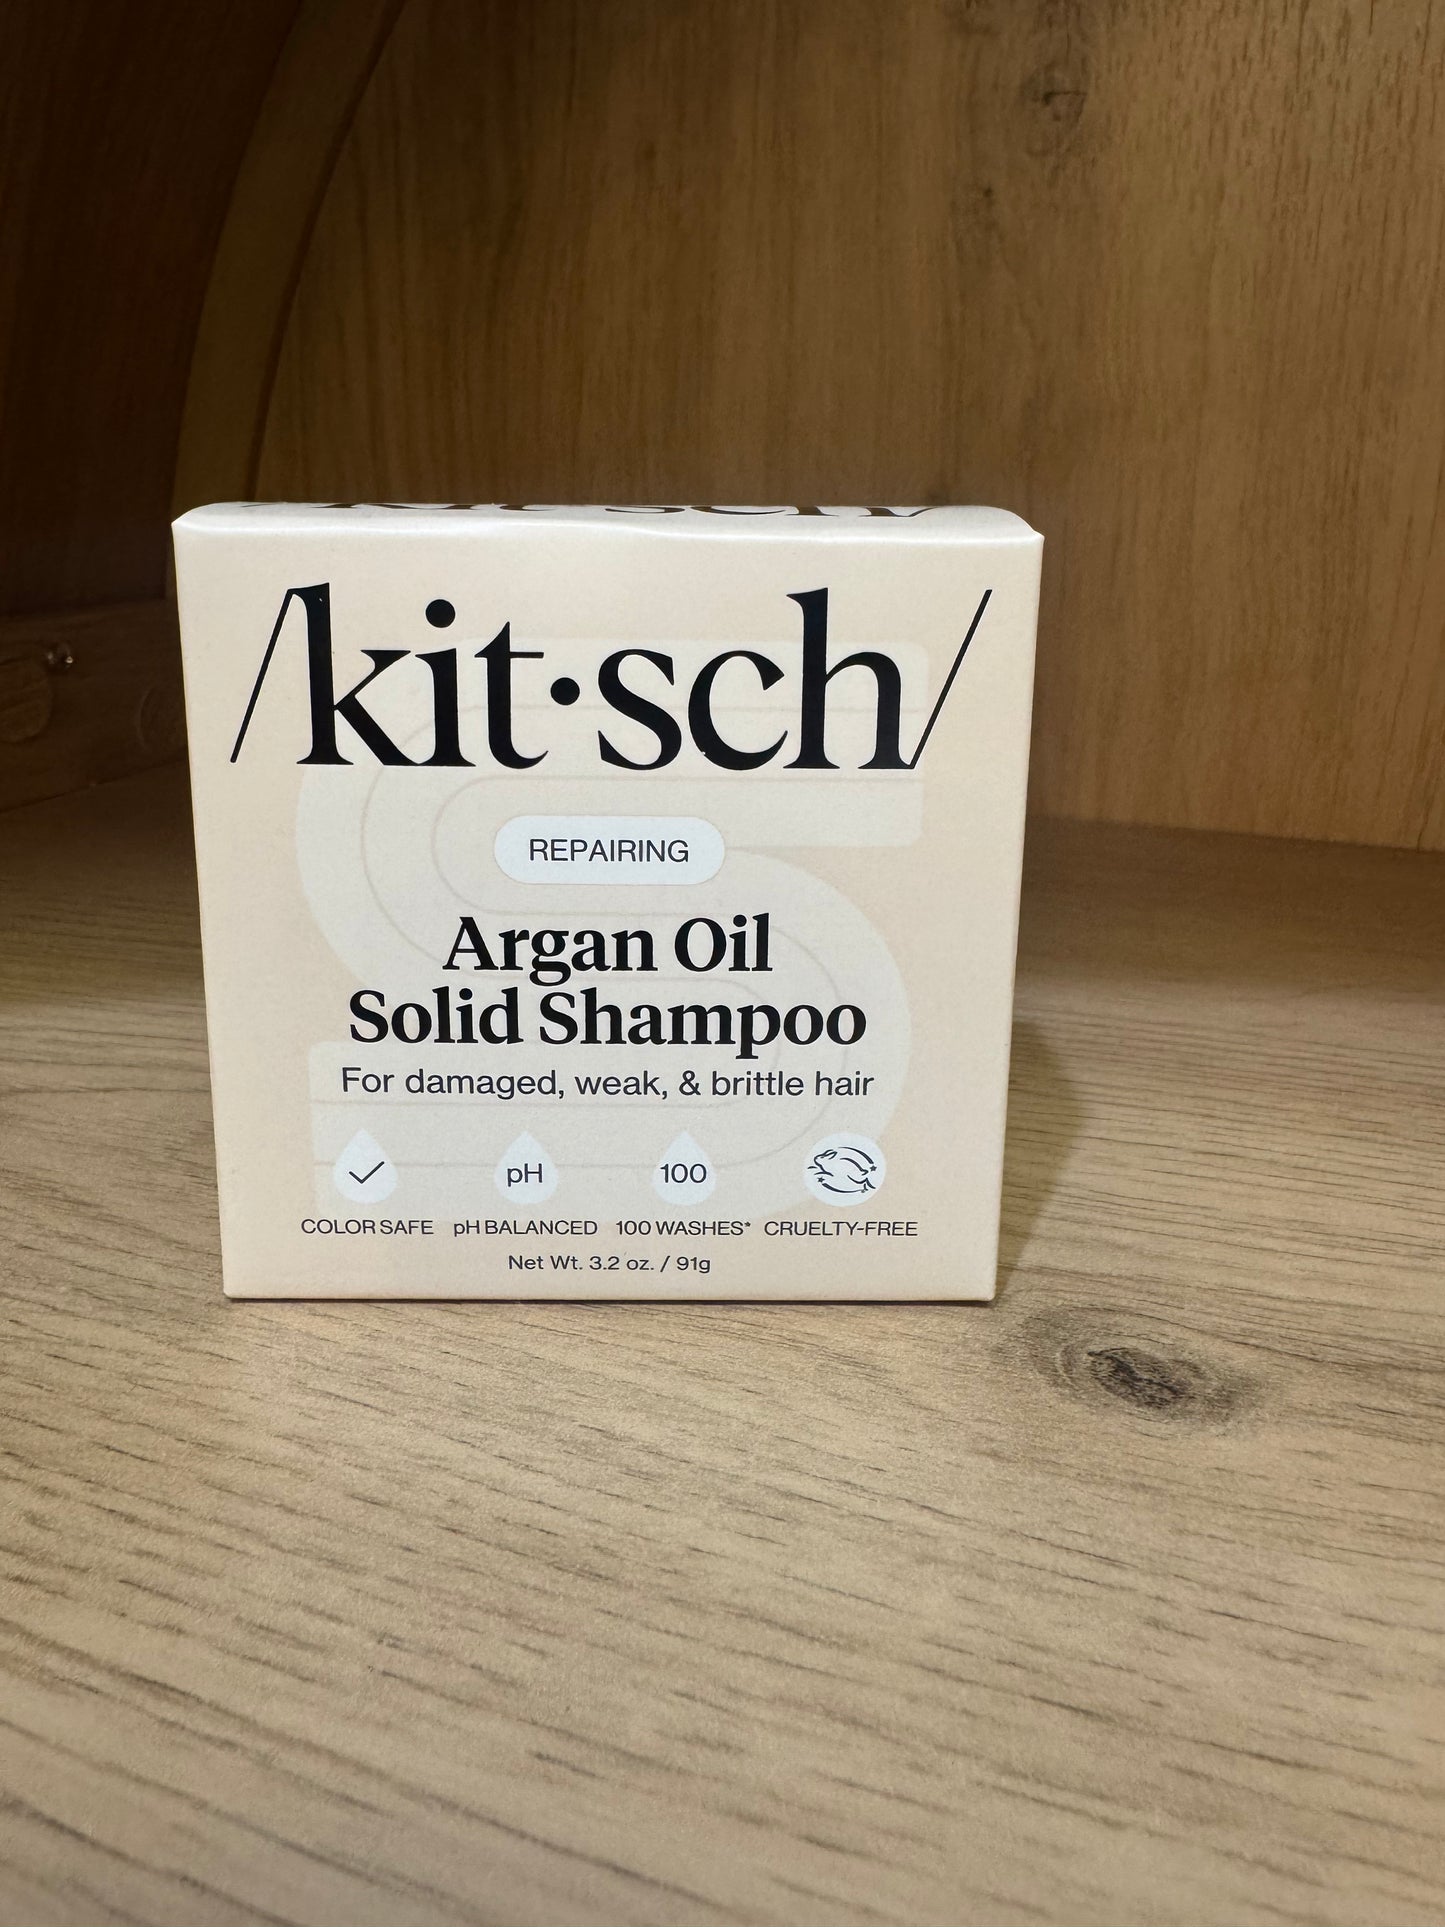 /kit·sch/
REPAIRING
Argan Oil
Solid Shampoo
For damaged, weak, & brittle hair
pH
100
COLOR SAFE pH BALANCED 100 WASHES* CRUELTY-FREE
Net Wt. 3.2 oz. / 91g